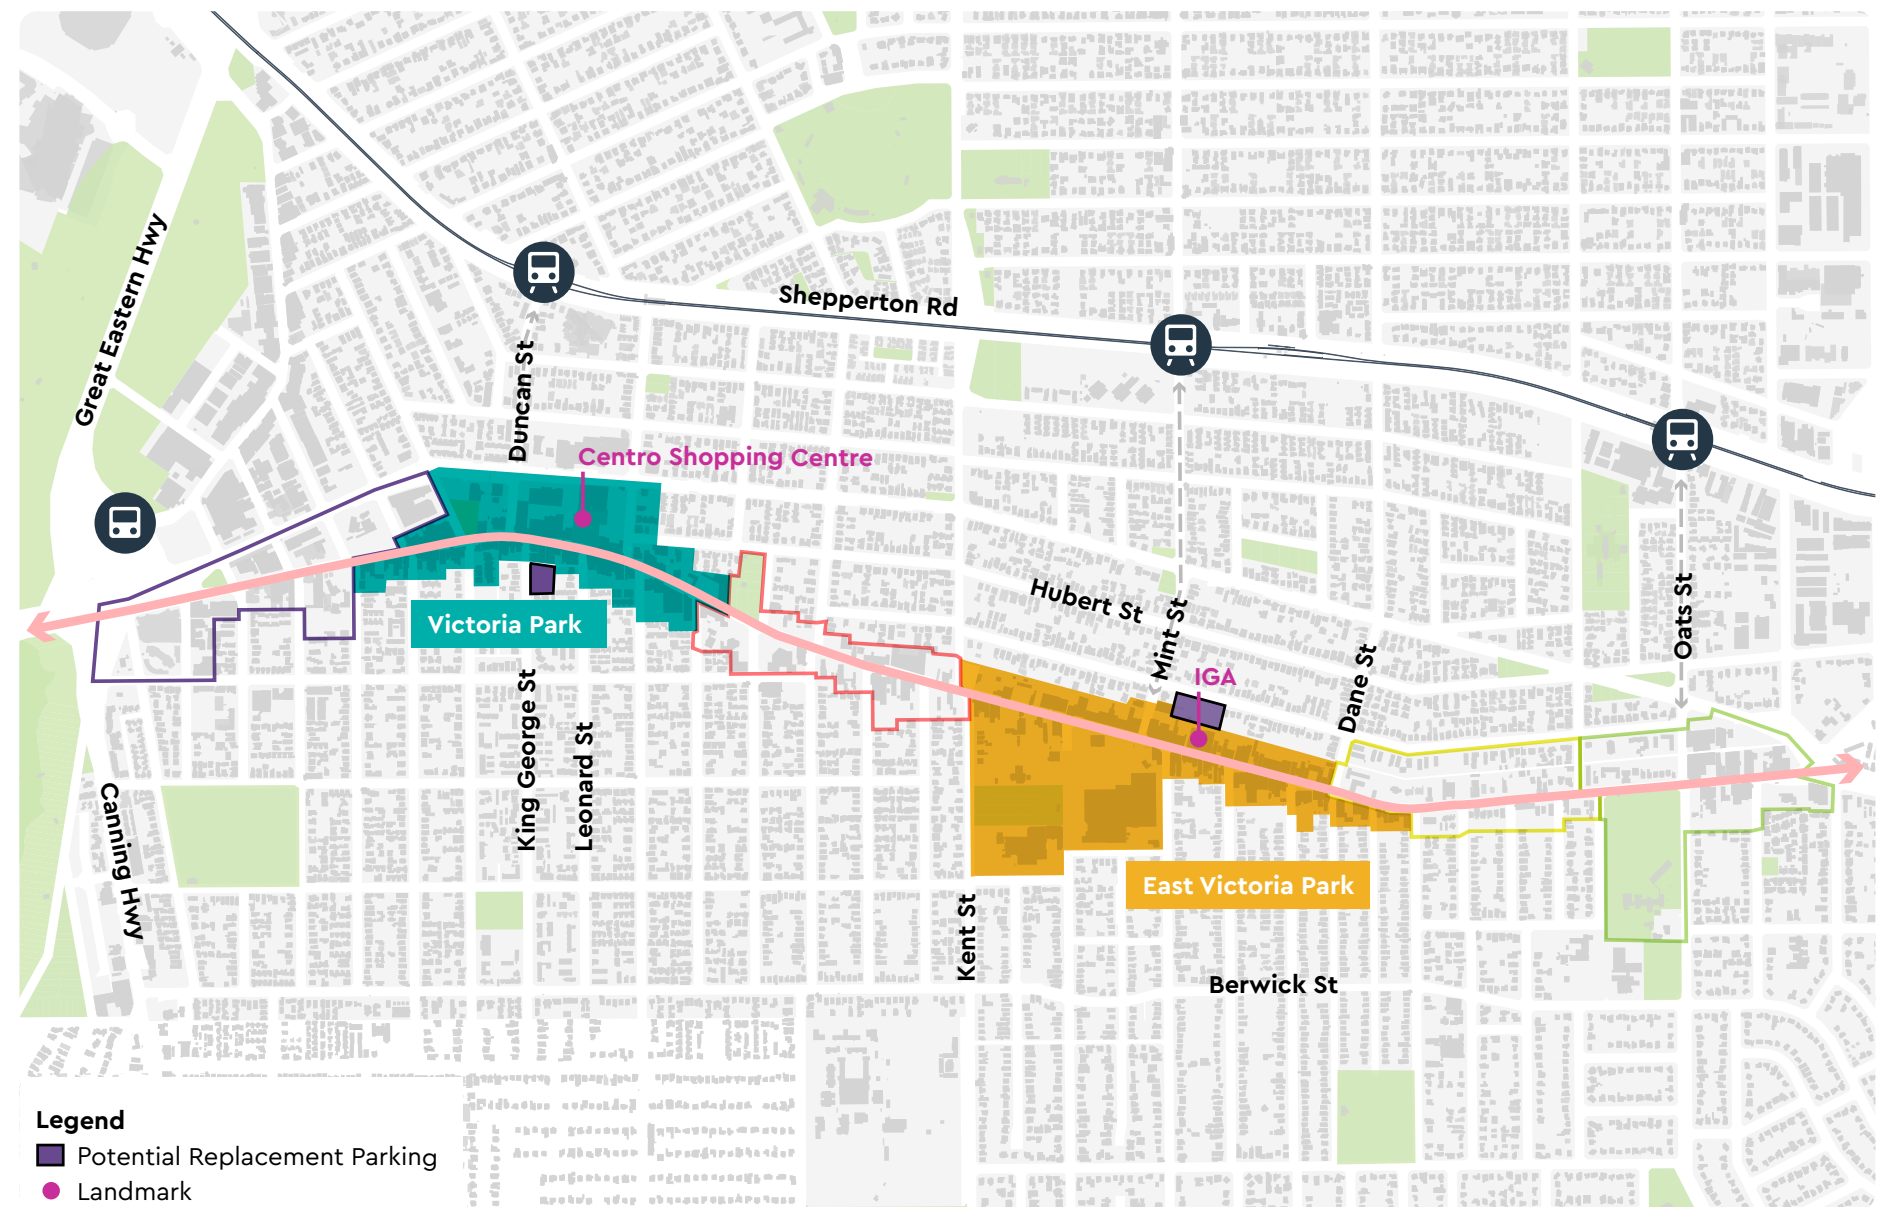 Great Eastern Hwy
Shepperton Rd
Duncan St
Centro Shopping Centre
Victoria Park
Hubert St
Mint St
IGA
Dane St
Oats St
King George St
Leonard St
Canning Hwy
Kent St
East Victoria Park
Berwick St
Legend
Potential Replacement Parking
Landmark